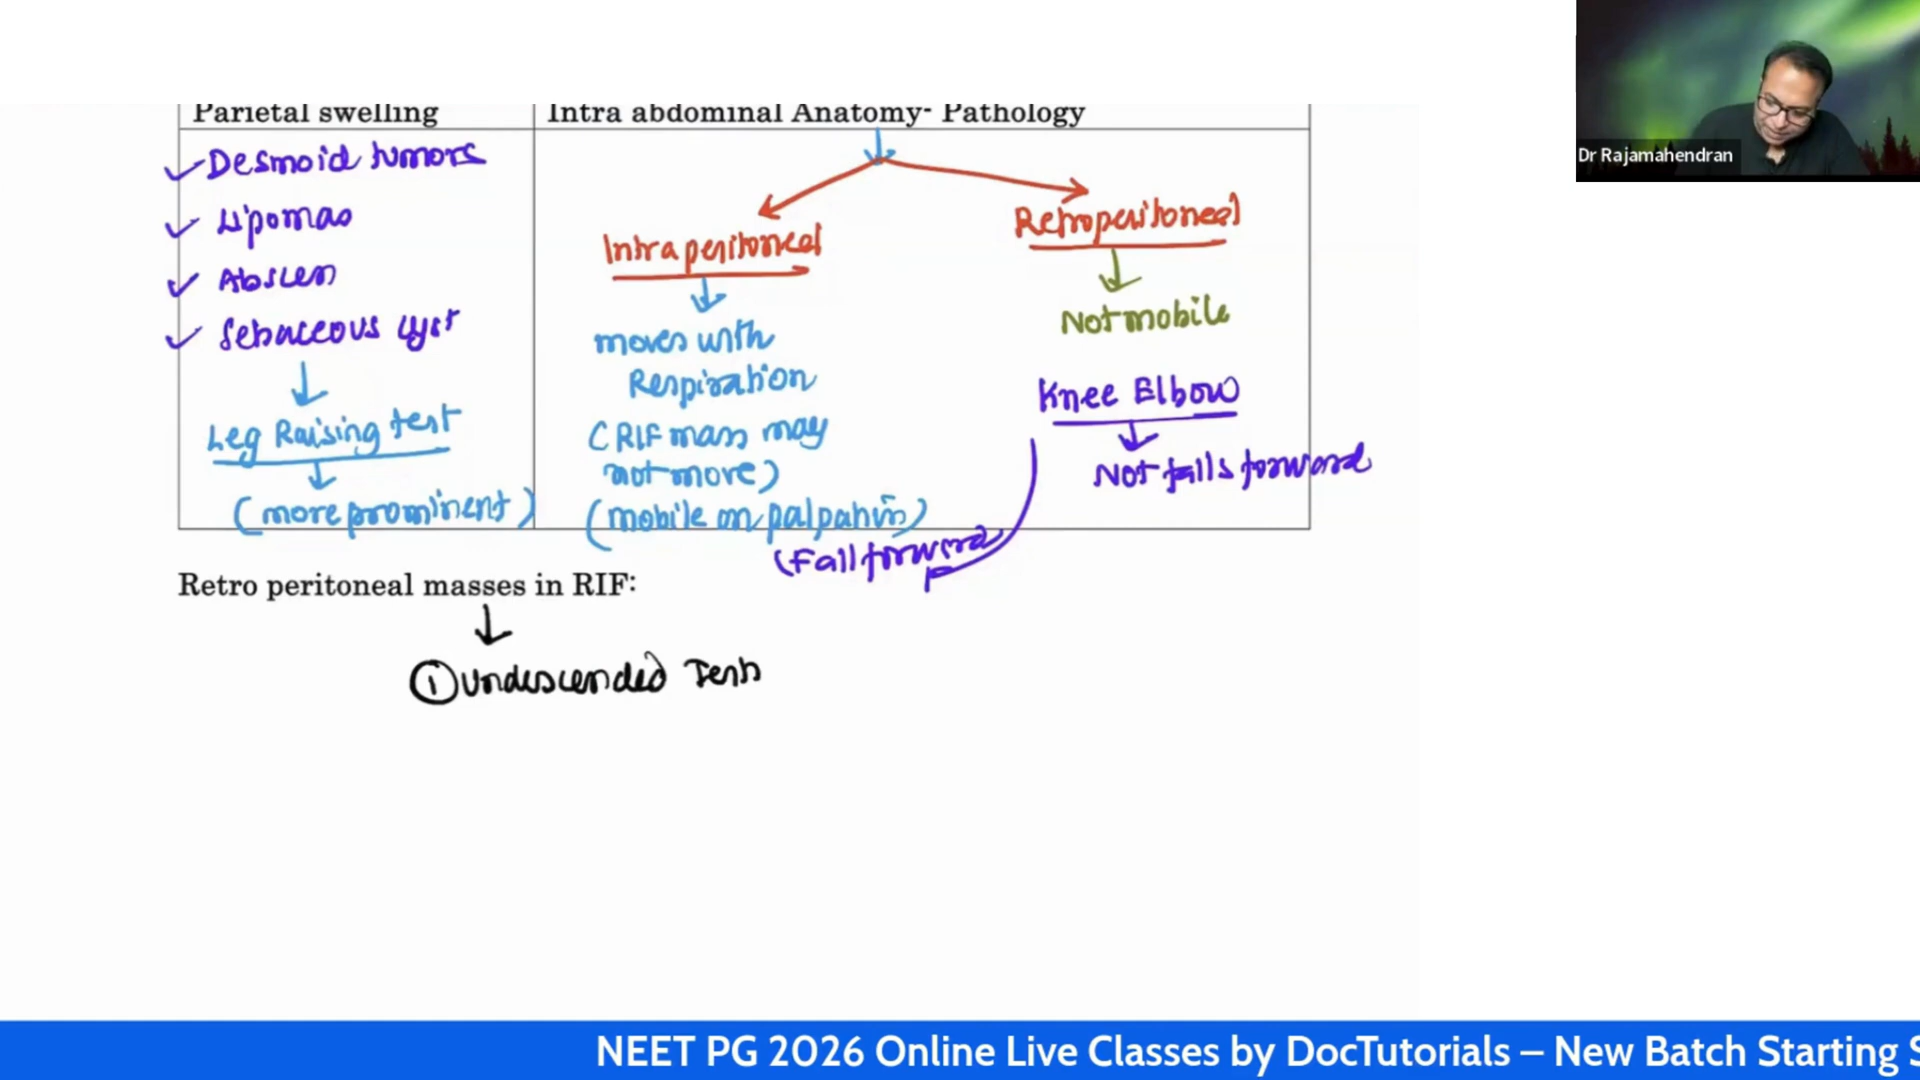 Dr Rajamahendran
Parietal swelling
Desmoid tumors
Lipomas
Abscess
Sebaceous cyst
Leg Raising test
(more prominent)
Intra abdominal Anatomy- Pathology
Intraperitoneal
moves with
Respiration
(RIF mass may
not move)
(mobile on palpation)
(Fall forward
Retroperitoneal
Not mobile
Knee Elbow
Not falls forward
Retro peritoneal masses in RIF:
① Undescended Testis
NEET PG 2026 Online Live Classes by DocTutorials – New Batch Starting S